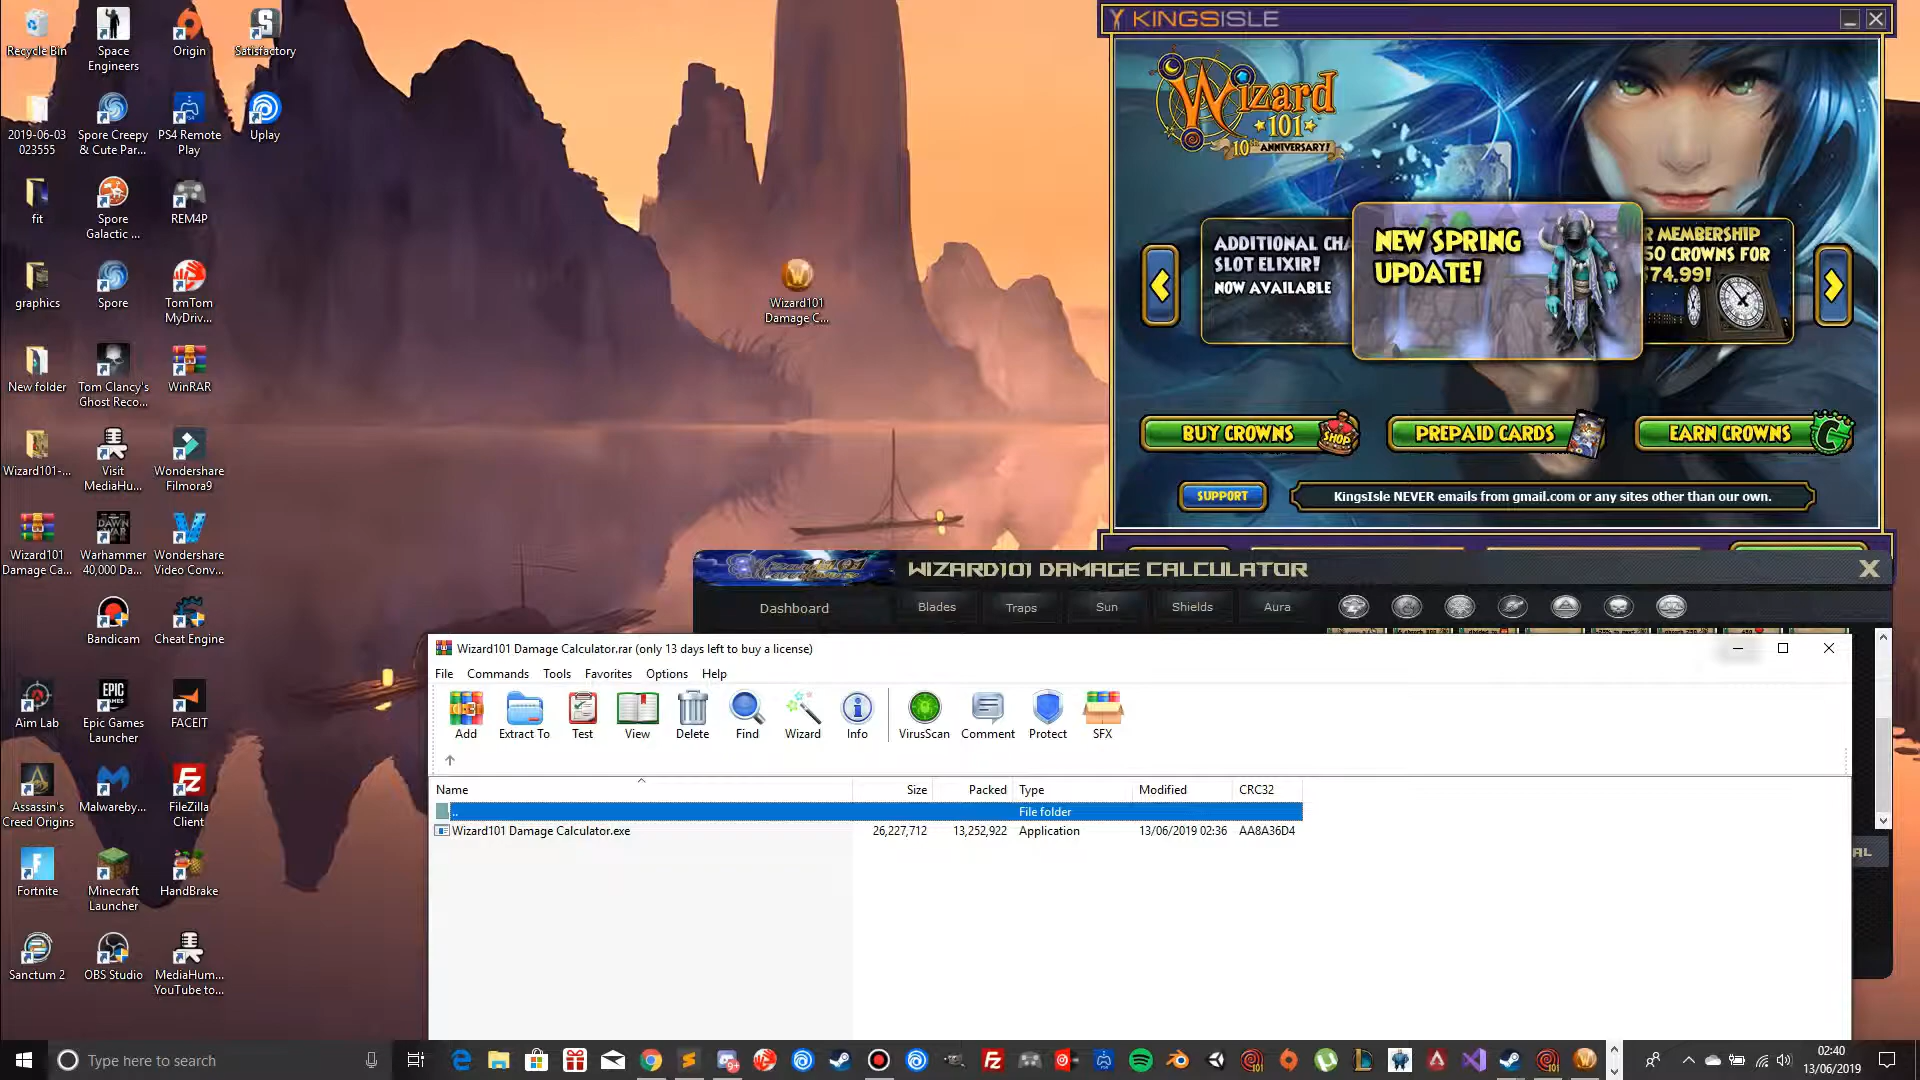 Recycle Bin
Space
Engineers
Origin
Satisfactory
2019-06-03
023555
Spore Creepy
& Cute Par...
PS4 Remote
Play
Uplay
fit
Spore
Galactic ...
REM4P
graphics
Spore
TomTom
MyDriv...
New folder
Tom Clancy's
Ghost Reco...
WinRAR
Wizard101-...
Visit
MediaHu...
Wondershare
Filmora9
Wizard101
Damage Ca...
Warhammer
40,000 Da...
Wondershare
Video Conv...
Bandicam
Cheat Engine
Aim Lab
Epic Games
Launcher
FACEIT
Assassin's
Creed Origins
Malwareby...
FileZilla
Client
Fortnite
Minecraft
Launcher
HandBrake
Sanctum 2
OBS Studio
MediaHum...
YouTube to...
Wizard101
Damage C...
KINGSISLE
Wizard
101
10th ANNIVERSARY!
ADDITIONAL CHA
SLOT ELIXIR!
NOW AVAILABLE
NEW SPRING
UPDATE!
R MEMBERSHIP
50 CROWNS FOR
$74.99!
BUY CROWNS
SHOP
PREPAID CARDS
EARN CROWNS
SUPPORT
KingsIsle NEVER emails from gmail.com or any sites other than our own.
WIZARD101 DAMAGE CALCULATOR
X
Dashboard
Blades
Traps
Sun
Shields
Aura
Wizard101 Damage Calculator.rar (only 13 days left to buy a license)
File Commands Tools Favorites Options Help
Add
Extract To
Test
View
Delete
Find
Wizard
Info
VirusScan
Comment
Protect
SFX
Name Size Packed Type Modified CRC32
.. File folder
Wizard101 Damage Calculator.exe 26,227,712 13,252,922 Application 13/06/2019 02:36 AA8A36D4
AL
Type here to search
02:40
13/06/2019